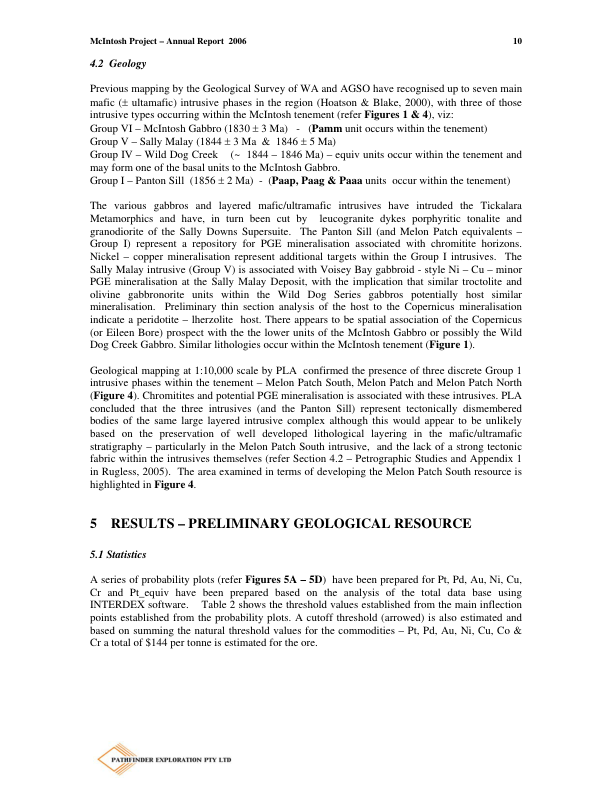 McIntosh Project – Annual Report 2006 10
4.2 Geology
Previous mapping by the Geological Survey of WA and AGSO have recognised up to seven main
mafic (± ultamafic) intrusive phases in the region (Hoatson & Blake, 2000), with three of those
intrusive types occurring within the McIntosh tenement (refer Figures 1 & 4), viz:
Group VI – McIntosh Gabbro (1830 ± 3 Ma) - (Pamm unit occurs within the tenement)
Group V – Sally Malay (1844 ± 3 Ma & 1846 ± 5 Ma)
Group IV – Wild Dog Creek (~ 1844 – 1846 Ma) – equiv units occur within the tenement and
may form one of the basal units to the McIntosh Gabbro.
Group I – Panton Sill (1856 ± 2 Ma) - (Paap, Paag & Paaa units occur within the tenement)
The various gabbros and layered mafic/ultramafic intrusives have intruded the Tickalara
Metamorphics and have, in turn been cut by leucogranite dykes porphyritic tonalite and
granodiorite of the Sally Downs Supersuite. The Panton Sill (and Melon Patch equivalents –
Group I) represent a repository for PGE mineralisation associated with chromitite horizons.
Nickel – copper mineralisation represent additional targets within the Group I intrusives. The
Sally Malay intrusive (Group V) is associated with Voisey Bay gabbroid - style Ni – Cu – minor
PGE mineralisation at the Sally Malay Deposit, with the implication that similar troctolite and
olivine gabbronorite units within the Wild Dog Series gabbros potentially host similar
mineralisation. Preliminary thin section analysis of the host to the Copernicus mineralisation
indicate a peridotite – lherzolite host. There appears to be spatial association of the Copernicus
(or Eileen Bore) prospect with the the lower units of the McIntosh Gabbro or possibly the Wild
Dog Creek Gabbro. Similar lithologies occur within the McIntosh tenement (Figure 1).
Geological mapping at 1:10,000 scale by PLA confirmed the presence of three discrete Group 1
intrusive phases within the tenement – Melon Patch South, Melon Patch and Melon Patch North
(Figure 4). Chromitites and potential PGE mineralisation is associated with these intrusives. PLA
concluded that the three intrusives (and the Panton Sill) represent tectonically dismembered
bodies of the same large layered intrusive complex although this would appear to be unlikely
based on the preservation of well developed lithological layering in the mafic/ultramafic
stratigraphy – particularly in the Melon Patch South intrusive, and the lack of a strong tectonic
fabric within the intrusives themselves (refer Section 4.2 – Petrographic Studies and Appendix 1
in Rugless, 2005). The area examined in terms of developing the Melon Patch South resource is
highlighted in Figure 4.
5 RESULTS – PRELIMINARY GEOLOGICAL RESOURCE
5.1 Statistics
A series of probability plots (refer Figures 5A – 5D) have been prepared for Pt, Pd, Au, Ni, Cu,
Cr and Pt_equiv have been prepared based on the analysis of the total data base using
INTERDEX software. Table 2 shows the threshold values established from the main inflection
points established from the probability plots. A cutoff threshold (arrowed) is also estimated and
based on summing the natural threshold values for the commodities – Pt, Pd, Au, Ni, Cu, Co &
Cr a total of $144 per tonne is estimated for the ore.
PATHFINDER EXPLORATION PTY LTD